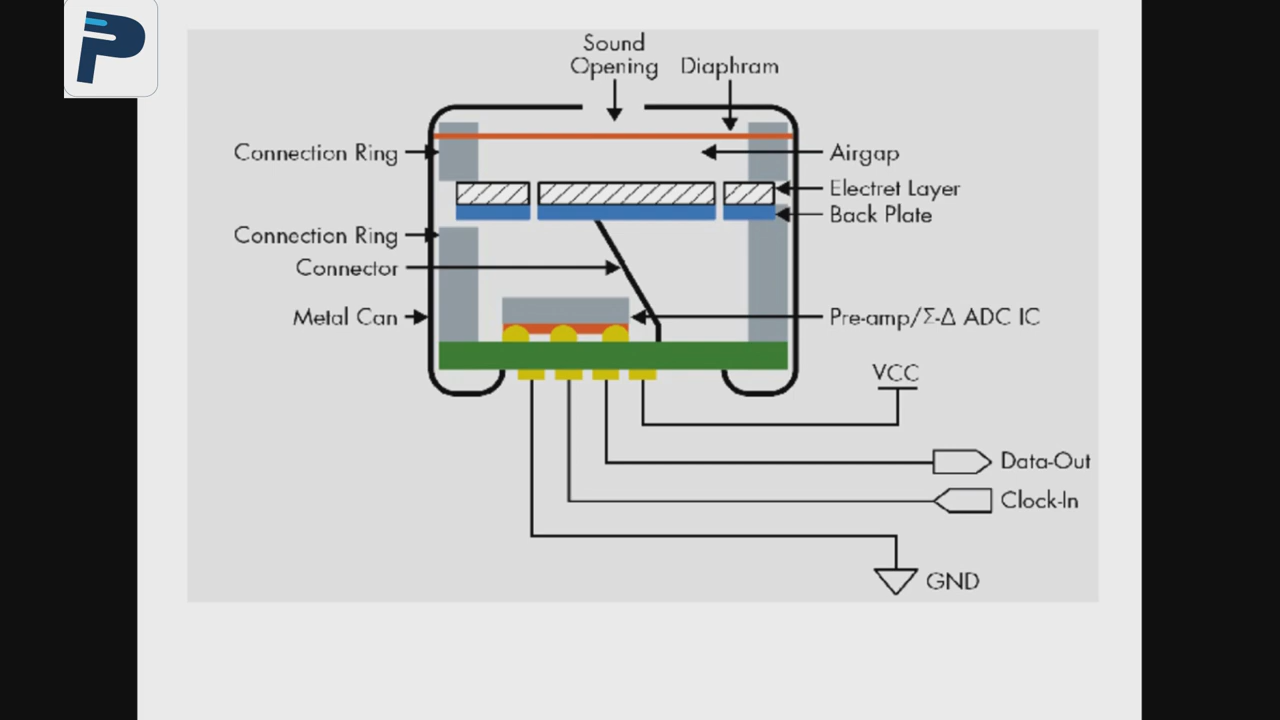 Sound
Opening
Diaphram
Connection Ring
Airgap
Electret Layer
Back Plate
Connection Ring
Connector
Metal Can
Pre-amp/Σ-Δ ADC IC
VCC
Data-Out
Clock-In
GND